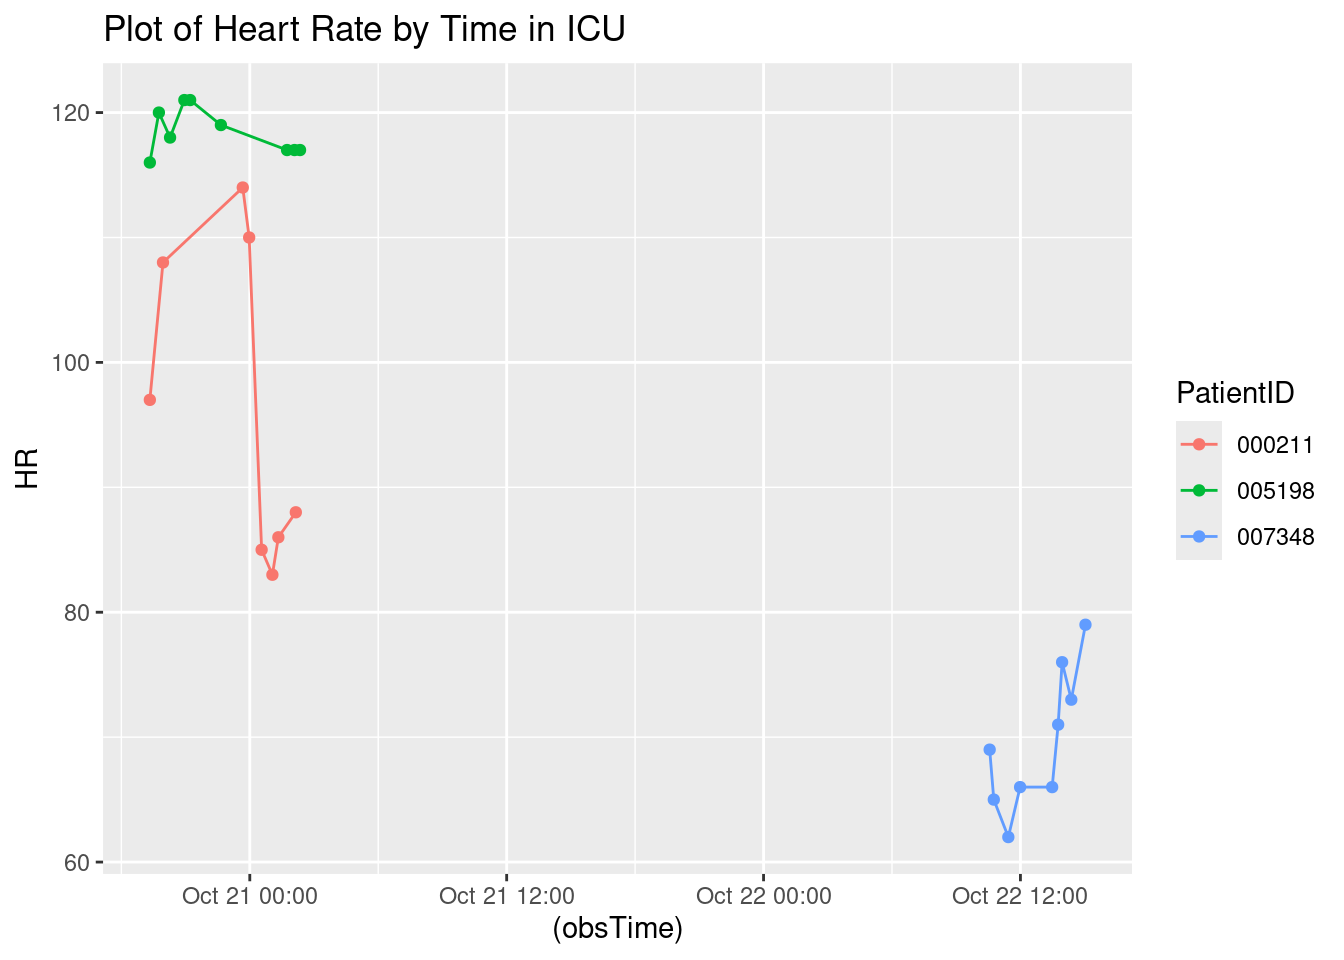 Plot of Heart Rate by Time in ICU
120
100
80
60
HR
Oct 21 00:00 Oct 21 12:00 Oct 22 00:00 Oct 22 12:00
(obsTime)
PatientID
000211
005198
007348